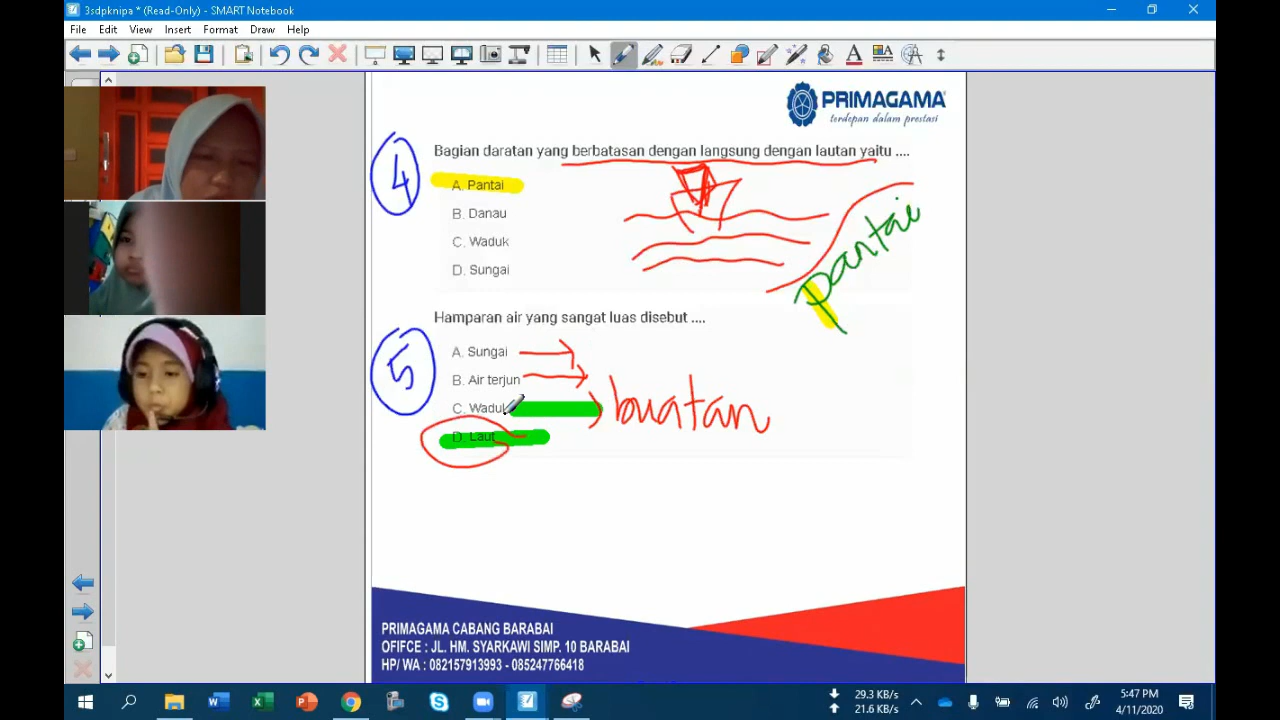 3sdpknipa * (Read-Only) - SMART Notebook
File Edit View Insert Format Draw Help
PRIMAGAMA
terdepan dalam prestasi
4
Bagian daratan yang berbatasan dengan langsung dengan lautan yaitu ....
A. Pantai
B. Danau
C. Waduk
D. Sungai
pantai
5
Hamparan air yang sangat luas disebut ....
A. Sungai
B. Air terjun
C. Waduk
buatan
D. Laut
PRIMAGAMA CABANG BARABAI
OFIFCE : JL. HM. SYARKAWI SIMP. 10 BARABAI
HP/ WA : 082157913993 - 085247766418
29.3 KB/s
21.6 KB/s
5:47 PM
4/11/2020